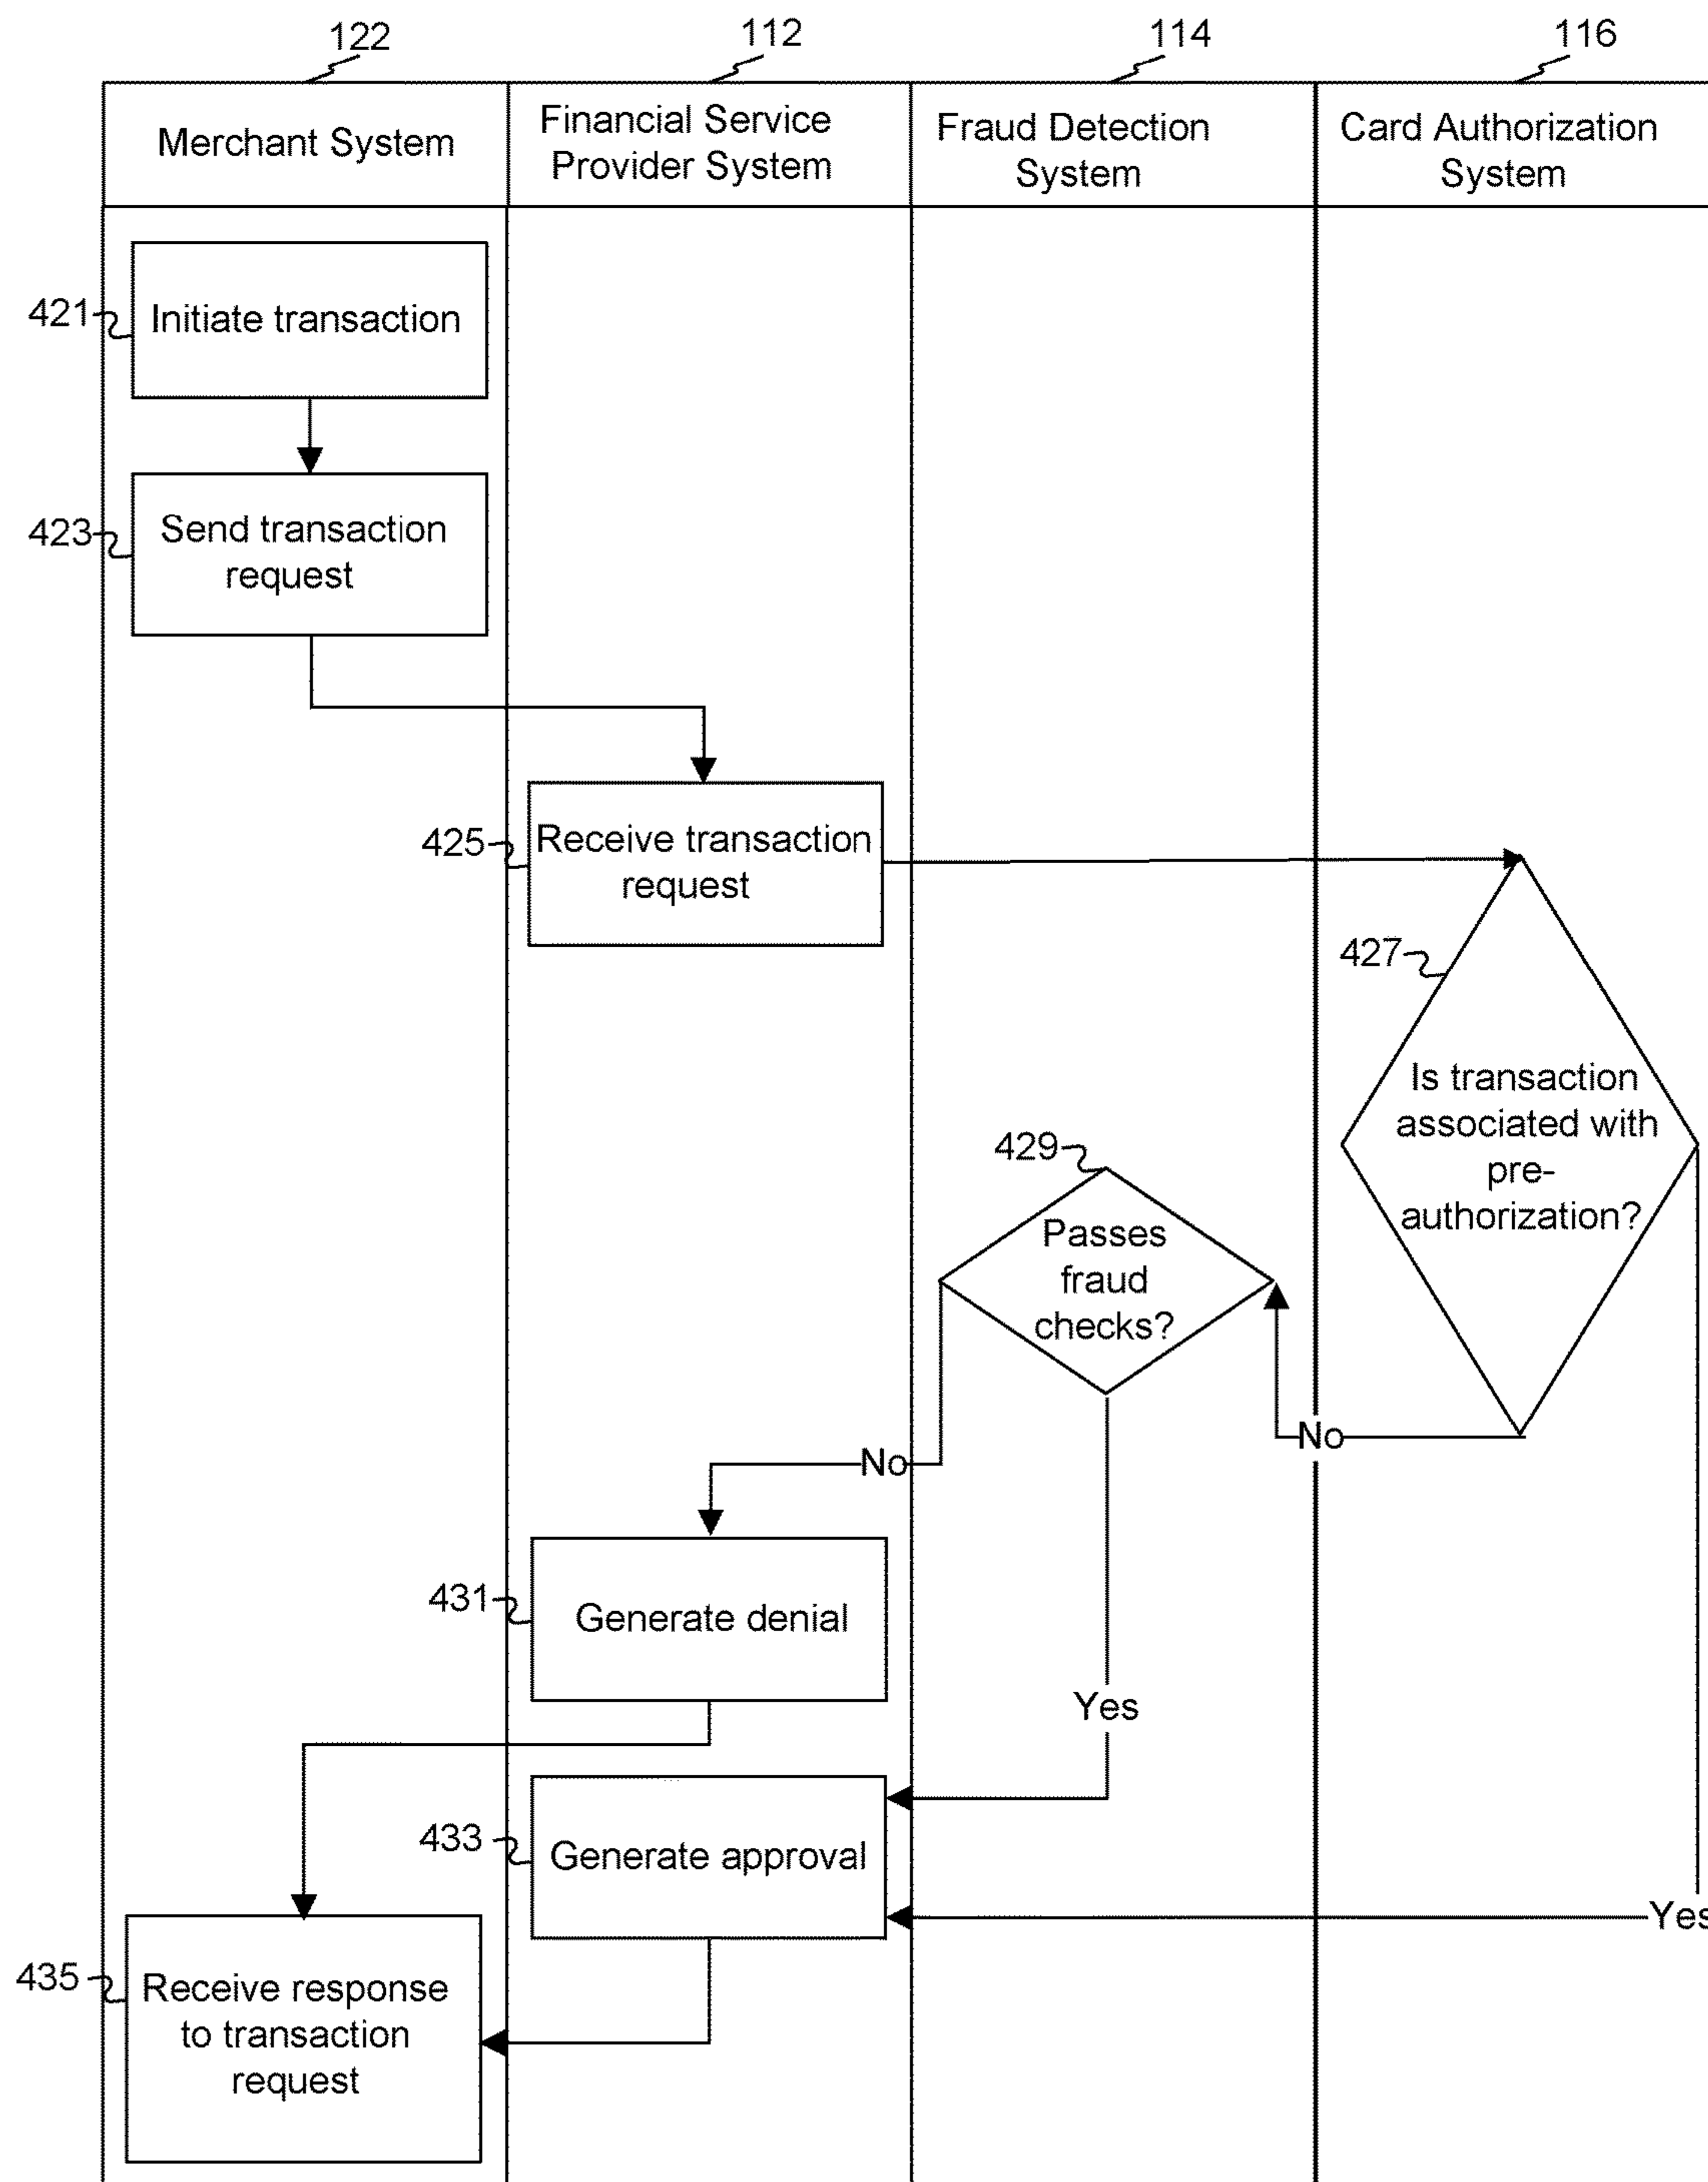 122
112
114
116
Merchant System
Financial Service
Provider System
Fraud Detection
System
Card Authorization
System
421
Initiate transaction
423
Send transaction
request
425
Receive transaction
request
427
Is transaction
associated with
pre-
authorization?
429
Passes
fraud
checks?
No
No
431
Generate denial
Yes
433
Generate approval
Yes
435
Receive response
to transaction
request